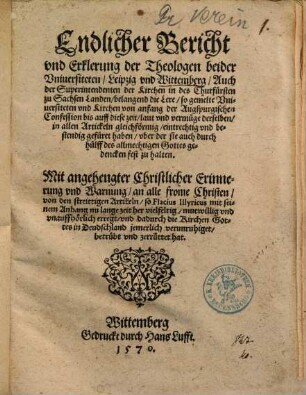 Endlicher Bericht
vnd Erklerung der Theologen beider
Vniuersiteten / Leipzig vnd Wittemberg / Auch
der Superintendenten der Kirchen in des Churfürsten
zu Sachsen Landen / belangend die Lere / so gemelte Vni-
uersiteten vnd Kirchen von anfang der Augspurgischen
Confession bis auff diese zeit / laut vnd vermüge derselben /
in allen Artickeln gleichförmig / eintrechtig vnd be-
stendig gefüret haben / vber der sie auch durch
hülff des allmechtigen Gottes ge-
dencken fest zu halten.
Mit angehengter Christlicher Erinne-
rung vnd Warnung / an alle frome Christen /
von den streitigen Artikeln / so Flacius Illyricus mit sei-
nem Anhang nu lange zeit her vielfeltig / mutwillig vnd
vnauffhörlich erregt / vnd dadurch die Kirchen Got-
tes in Deudschland jemerlich verunruhiget /
betrübt vnd zerrüttet hat.
Wittemberg
Gedruckt durch Hans Lufft.
1570.